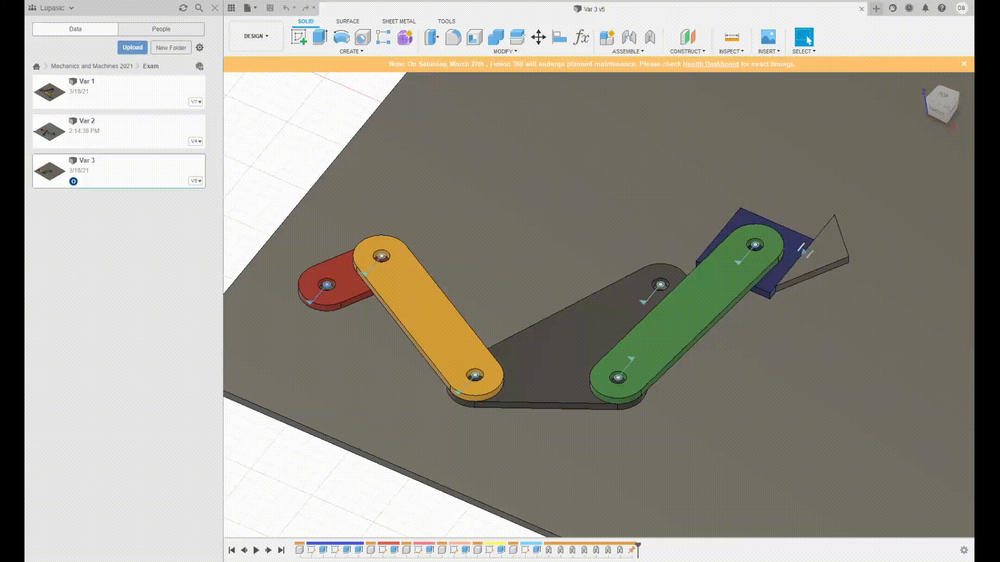 Lupasic
Var 3 v5
OB
Data
People
SOLID
SURFACE
SHEET METAL
TOOLS
DESIGN
Upload
New Folder
CREATE
MODIFY
ASSEMBLE
CONSTRUCT
INSPECT
INSERT
SELECT
Mechanics and Machines 2021
Exam
Note: On Saturday, March 27th , Fusion 360 will undergo planned maintenance. Please check Health Dashboard for exact timings.
Var 1
3/18/21
V7
Var 2
2:14:36 PM
V4
Var 3
3/18/21
O
V5
Z
TOP
FRONT